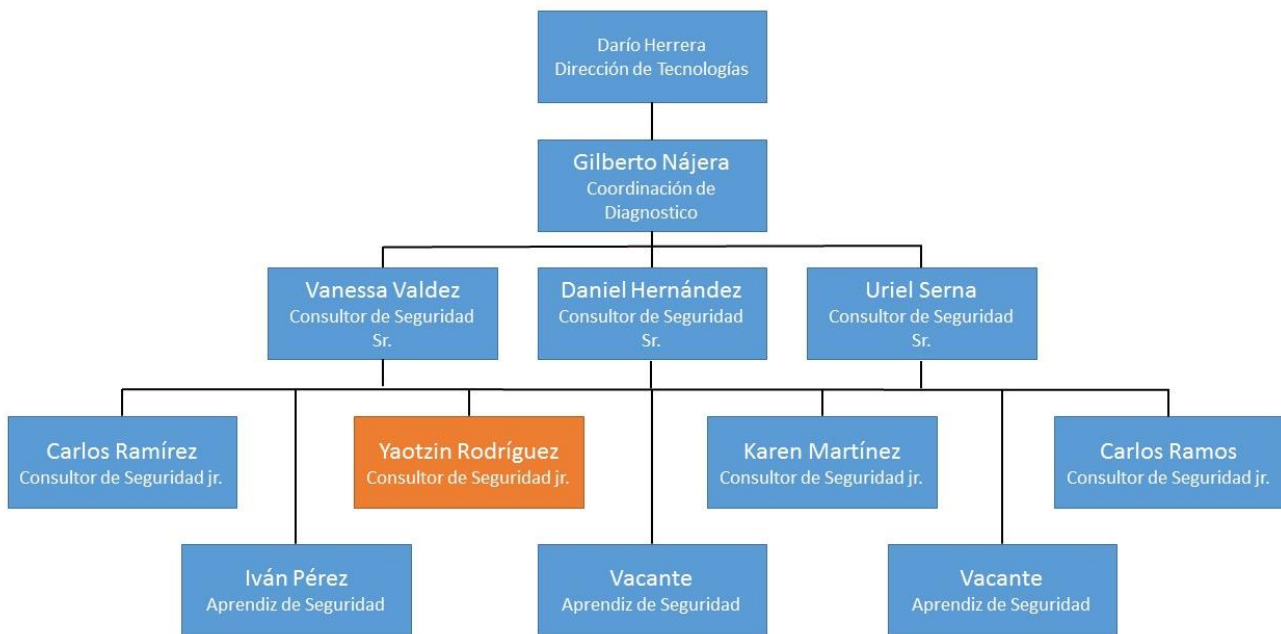 Darío Herrera
Dirección de Tecnologías
Gilberto Nájera
Coordinación de
Diagnostico
Vanessa Valdez
Consultor de Seguridad
Sr.
Daniel Hernández
Consultor de Seguridad
Sr.
Uriel Serna
Consultor de Seguridad
Sr.
Carlos Ramírez
Consultor de Seguridad jr.
Yaotzin Rodríguez
Consultor de Seguridad jr.
Karen Martínez
Consultor de Seguridad jr.
Carlos Ramos
Consultor de Seguridad jr.
Iván Pérez
Aprendiz de Seguridad
Vacante
Aprendiz de Seguridad
Vacante
Aprendiz de Seguridad